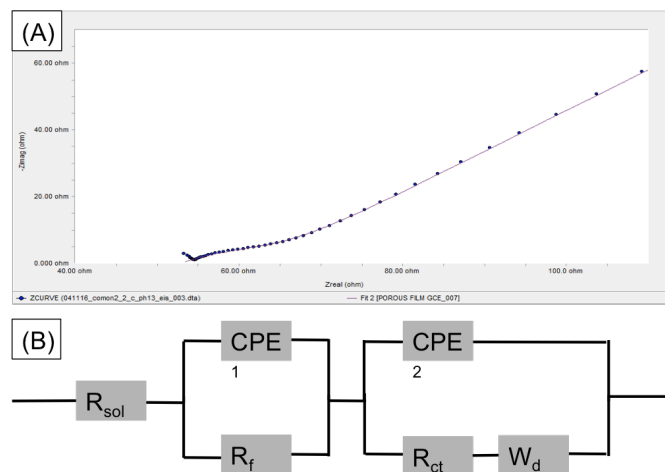 (A)
60.00 ohm
40.00 ohm
-Zimag (ohm)
20.00 ohm
0.000 ohm
40.00 ohm 60.00 ohm 80.00 ohm 100.0 ohm
Zreal (ohm)
ZCURVE (041116_comon2_2_c_ph13_eis_003.dta) Fit 2 [POROUS FILM GCE_007]
(B)
CPE CPE
1 2
Rsol
Rf Rct Wd